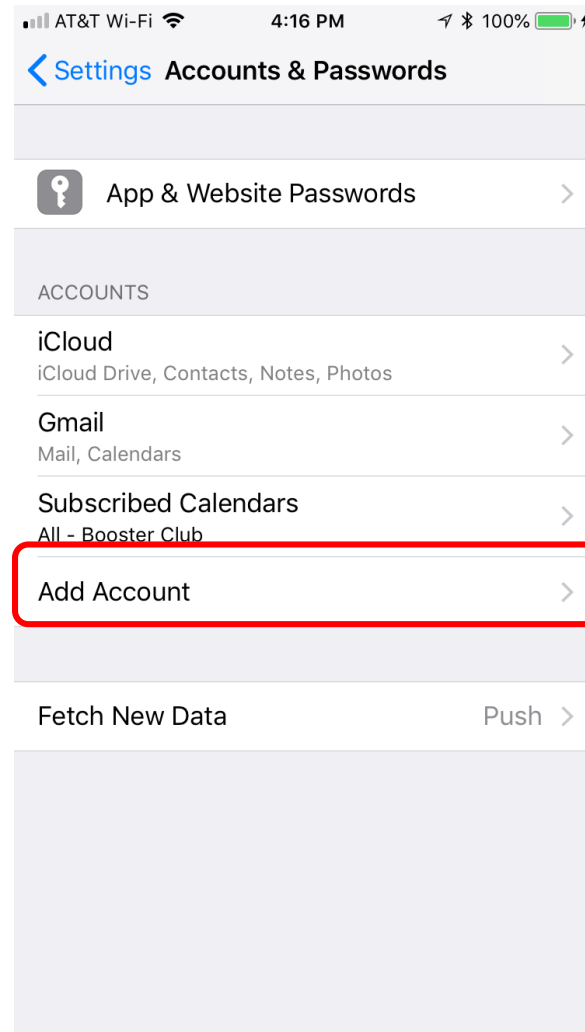 AT&T Wi-Fi 4:16 PM 100%
Settings Accounts & Passwords
App & Website Passwords
ACCOUNTS
iCloud
iCloud Drive, Contacts, Notes, Photos
Gmail
Mail, Calendars
Subscribed Calendars
All - Booster Club
Add Account
Fetch New Data Push